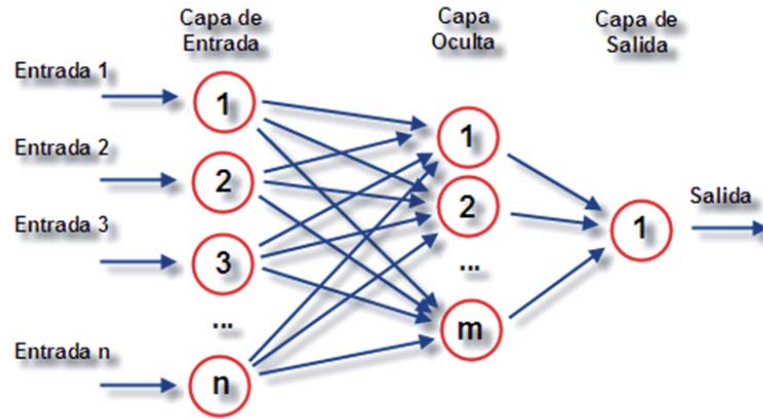 Capa de
Entrada
Capa
Oculta
Capa de
Salida
Entrada 1
1
Entrada 2
2
Entrada 3
3
...
Entrada n
n
1
2
...
m
1
Salida